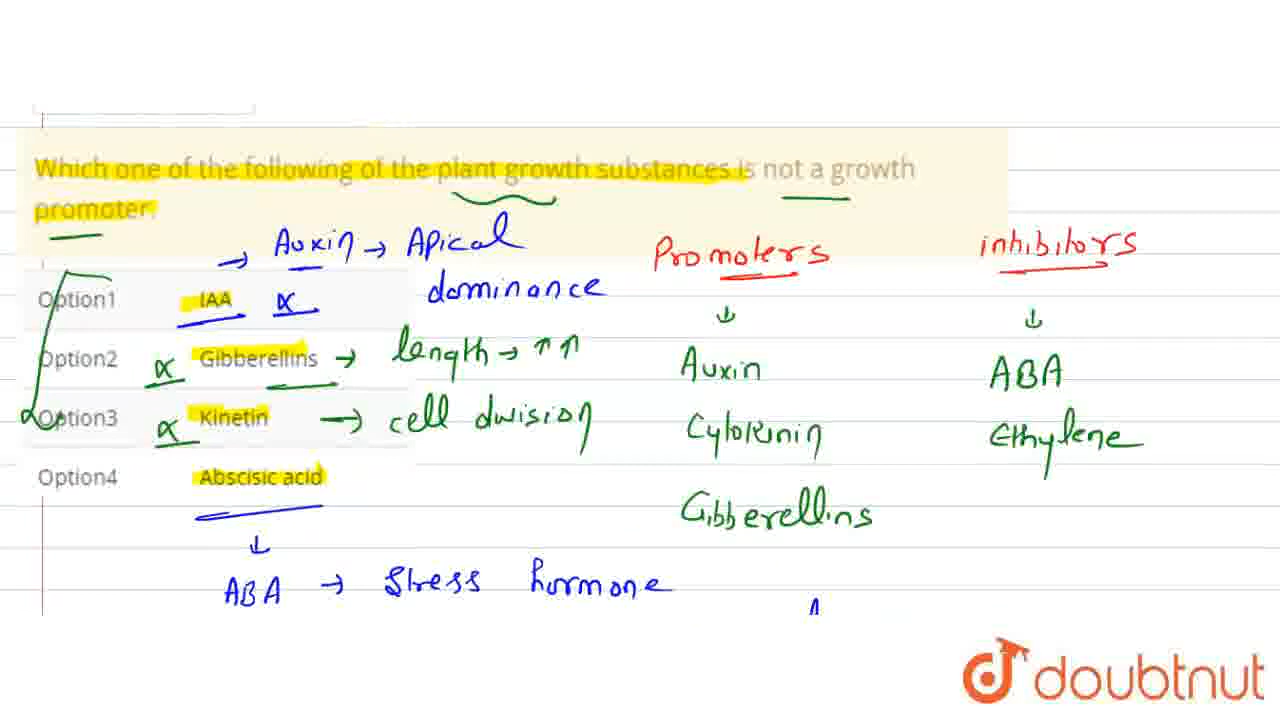 Which one of the following of the plant growth substances is not a growth
promoter.
→ Auxin → Apical
dominance
Promoters
inhibitors
Option1 IAA
Option2 Gibberellins → length → ↑↑
Option3 Kinetin → cell division
Option4 Abscisic acid
↓
ABA → Stress hormone
↓
Auxin
Cytokinin
Gibberellins
↓
ABA
Ethylene
doubtnut